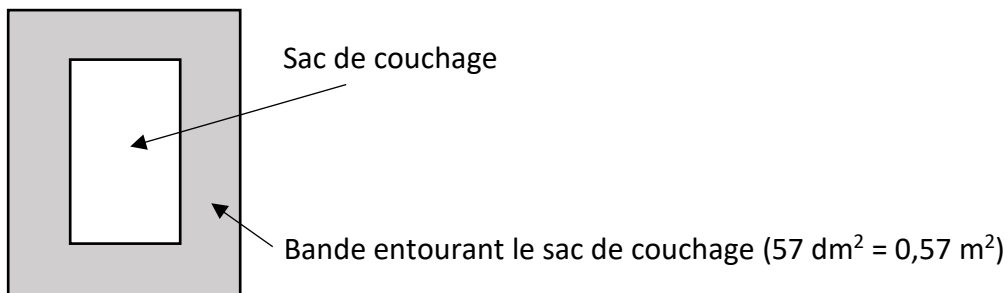 Sac de couchage
Bande entourant le sac de couchage (57 dm² = 0,57 m²)